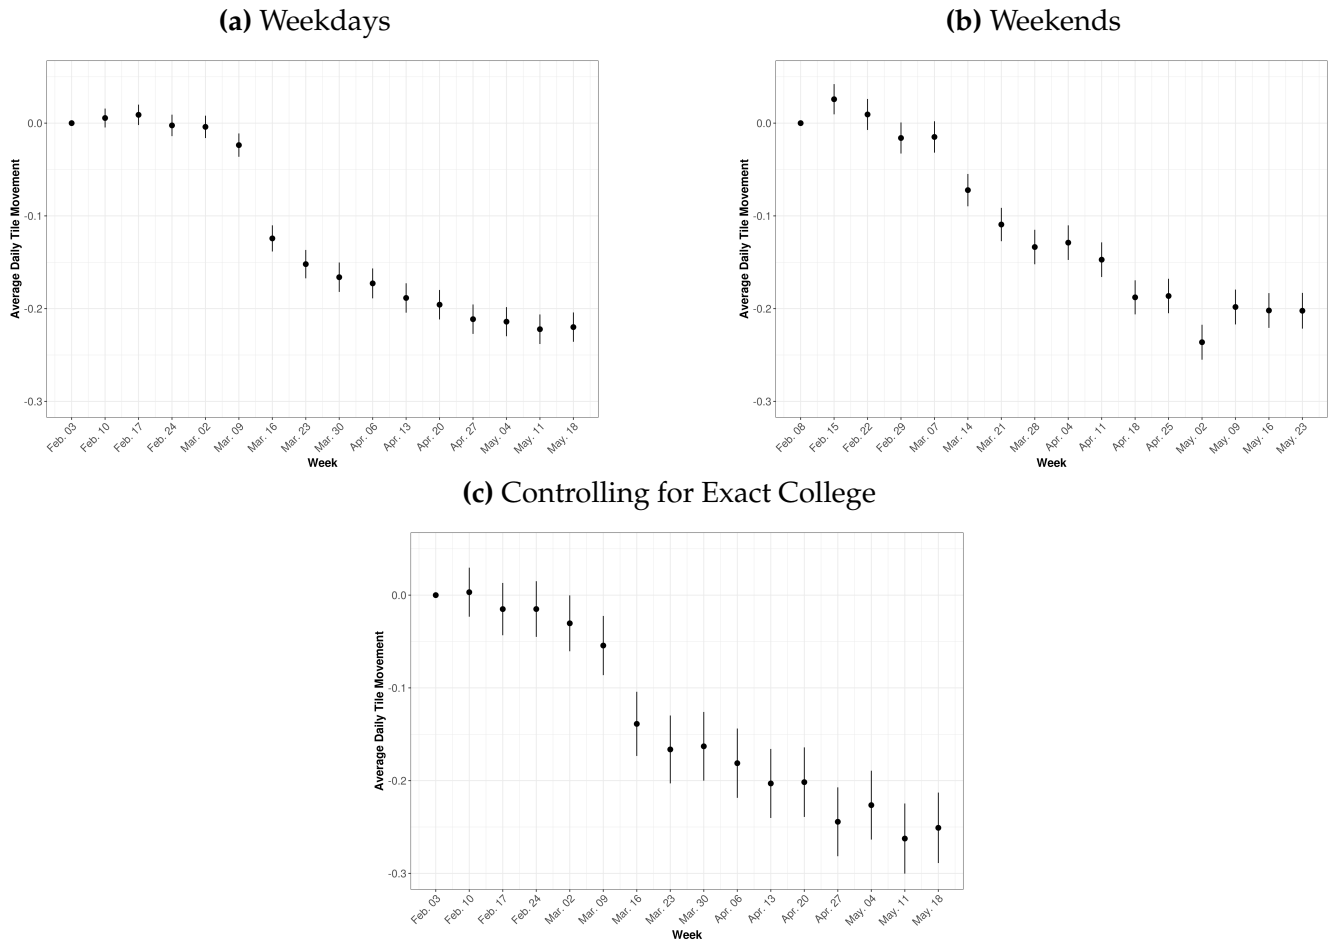 (a) Weekdays
0.0
-0.1
-0.2
-0.3
Average Daily Tile Movement
Feb. 03
Feb. 10
Feb. 17
Feb. 24
Mar. 02
Mar. 09
Mar. 16
Mar. 23
Mar. 30
Apr. 06
Apr. 13
Apr. 20
Apr. 27
May. 04
May. 11
May. 18
Week
(b) Weekends
0.0
-0.1
-0.2
-0.3
Average Daily Tile Movement
Feb. 08
Feb. 15
Feb. 22
Feb. 29
Mar. 07
Mar. 14
Mar. 21
Mar. 28
Apr. 04
Apr. 11
Apr. 18
Apr. 25
May. 02
May. 09
May. 16
May. 23
Week
(c) Controlling for Exact College
0.0
-0.1
-0.2
-0.3
Average Daily Tile Movement
Feb. 03
Feb. 10
Feb. 17
Feb. 24
Mar. 02
Mar. 09
Mar. 16
Mar. 23
Mar. 30
Apr. 06
Apr. 13
Apr. 20
Apr. 27
May. 04
May. 11
May. 18
Week